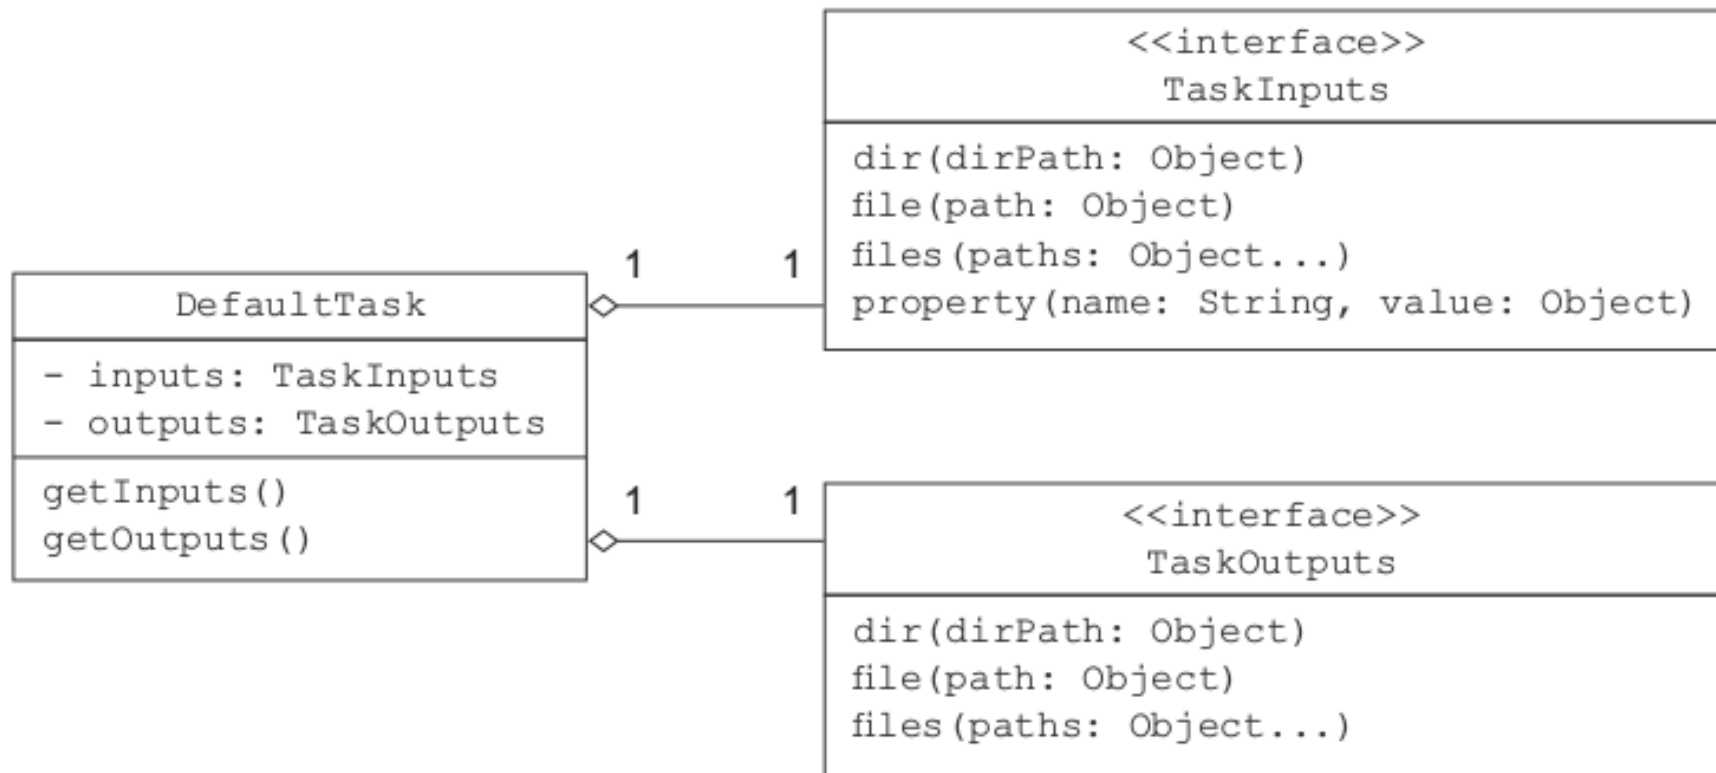 <<interface>>
TaskInputs
dir(dirPath: Object)
file(path: Object)
files(paths: Object...)
property(name: String, value: Object)
1
1
DefaultTask
- inputs: TaskInputs
- outputs: TaskOutputs
getInputs()
getOutputs()
1
1
<<interface>>
TaskOutputs
dir(dirPath: Object)
file(path: Object)
files(paths: Object...)